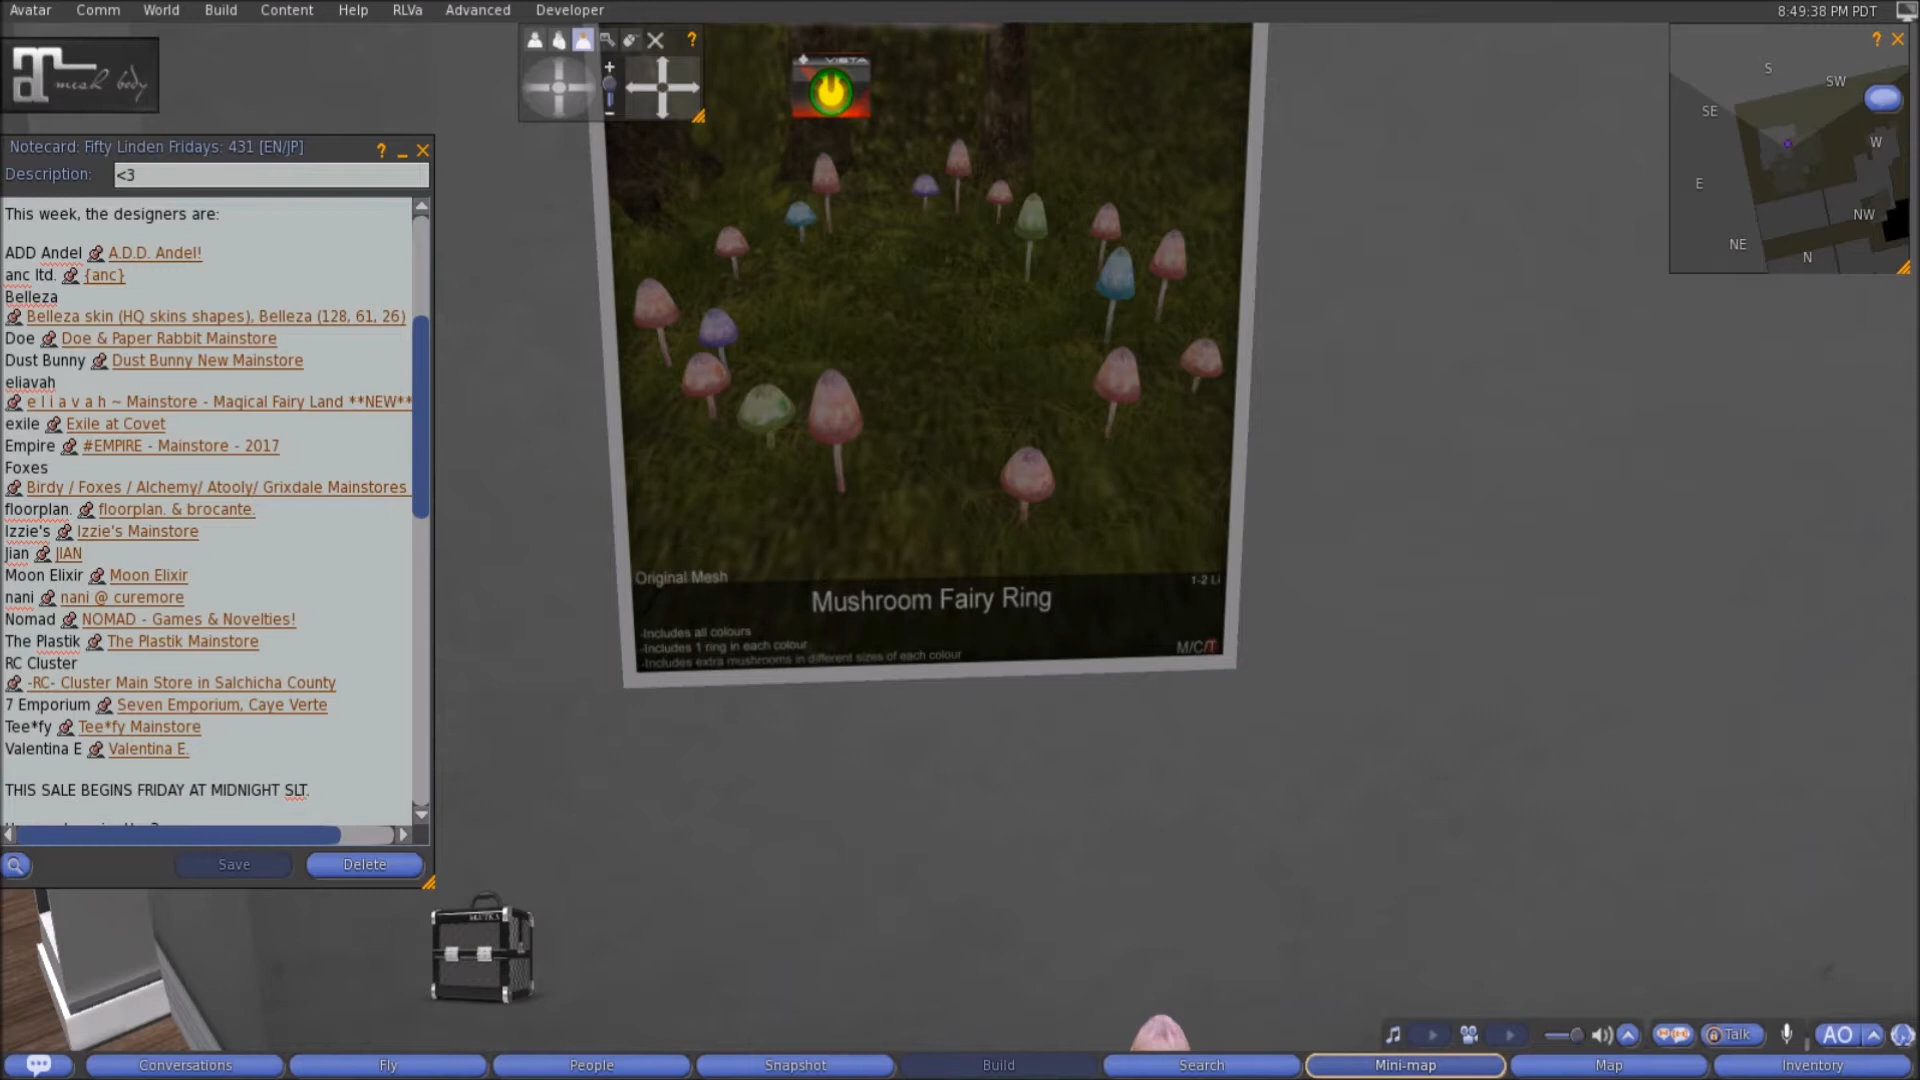 Avatar Comm World Build Content Help RLVa Advanced Developer 8:49:38 PM PDT
mesh body
Notecard: Fifty Linden Fridays: 431 [EN/JP]
Description: <3
This week, the designers are:
ADD Andel A.D.D. Andel!
anc ltd. {anc}
Belleza
Belleza skin (HQ skins shapes), Belleza (128, 61, 26)
Doe Doe & Paper Rabbit Mainstore
Dust Bunny Dust Bunny New Mainstore
eliavah
e l i a v a h ~ Mainstore - Magical Fairy Land **NEW**
exile Exile at Covet
Empire #EMPIRE - Mainstore - 2017
Foxes
Birdy / Foxes / Alchemy/ Atooly/ Grixdale Mainstores
floorplan. floorplan. & brocante.
Izzie's Izzie's Mainstore
Jian JIAN
Moon Elixir Moon Elixir
nani nani @ curemore
Nomad NOMAD - Games & Novelties!
The Plastik The Plastik Mainstore
RC Cluster
-RC- Cluster Main Store in Salchicha County
7 Emporium Seven Emporium, Caye Verte
Tee*fy Tee*fy Mainstore
Valentina E Valentina E.
THIS SALE BEGINS FRIDAY AT MIDNIGHT SLT.
Save Delete
VISTA
Original Mesh
1-2 Li
Mushroom Fairy Ring
-Includes all colours
-Includes 1 ring in each colour
-Includes extra mushrooms in different sizes of each colour
M/C/T
S
SW
SE
W
E
NW
NE
N
Talk
AO
Conversations Fly People Snapshot Build Search Mini-map Map Inventory